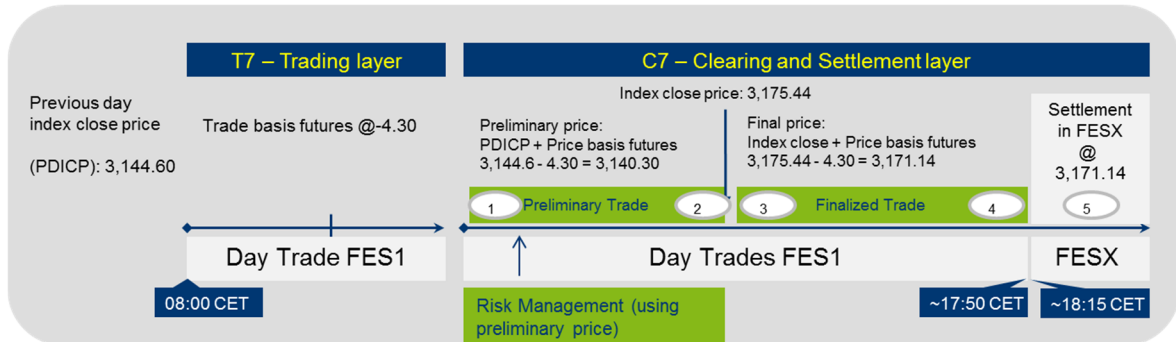 T7 – Trading layer
C7 – Clearing and Settlement layer
Previous day
index close price
(PDICP): 3,144.60
Trade basis futures @-4.30
Index close price: 3,175.44
Preliminary price:
PDICP + Price basis futures
3,144.6 - 4.30 = 3,140.30
Final price:
Index close + Price basis futures
3,175.44 - 4.30 = 3,171.14
Settlement
in FESX
@
3,171.14
1
Preliminary Trade
2
3
Finalized Trade
4
5
Day Trade FES1
Day Trades FES1
FESX
08:00 CET
Risk Management (using
preliminary price)
~17:50 CET
~18:15 CET